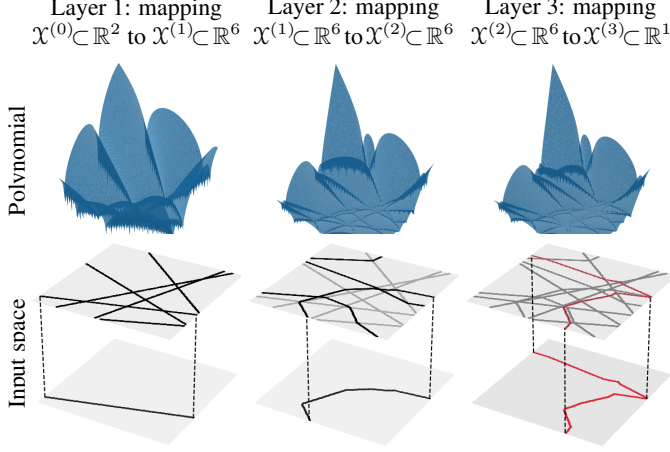 Layer 1: mapping
𝒳⁽⁰⁾⊂ ℝ² to 𝒳⁽¹⁾⊂ ℝ⁶
Layer 2: mapping
𝒳⁽¹⁾⊂ ℝ⁶ to 𝒳⁽²⁾⊂ ℝ⁶
Layer 3: mapping
𝒳⁽²⁾⊂ ℝ⁶ to 𝒳⁽³⁾⊂ ℝ¹
Polynomial
Input space